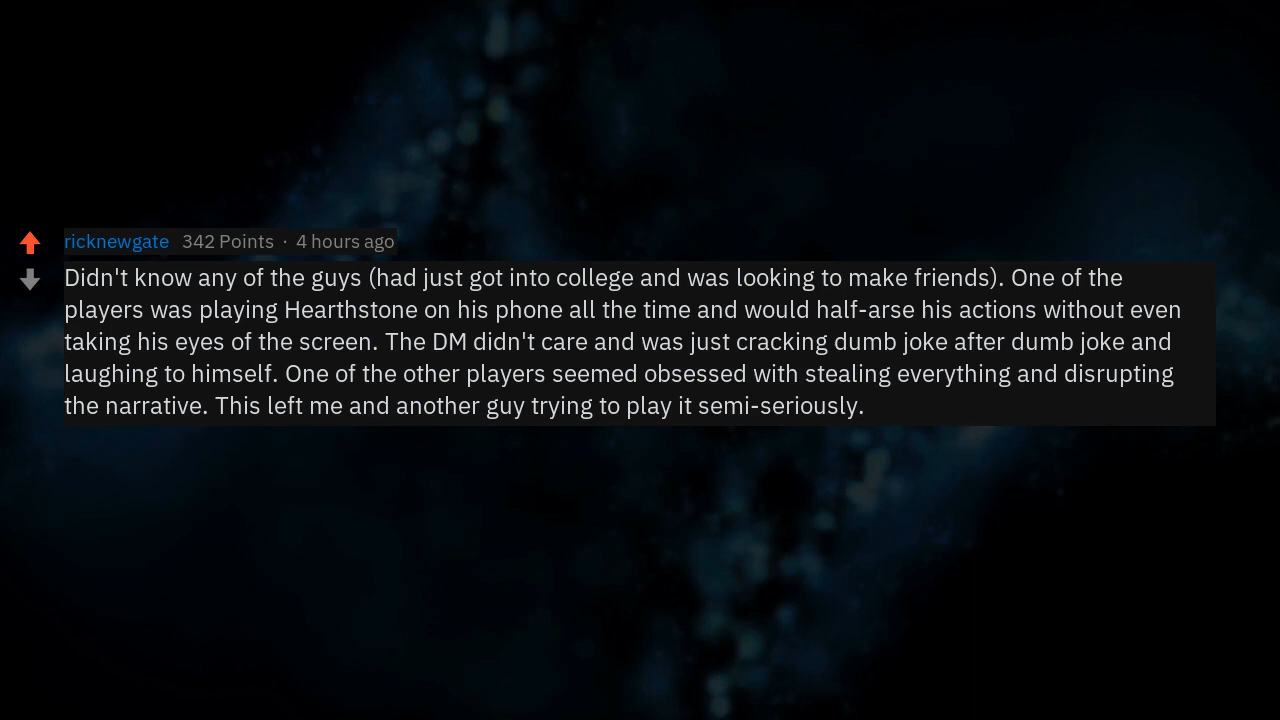 ricknewgate 342 Points · 4 hours ago
Didn't know any of the guys (had just got into college and was looking to make friends). One of the
players was playing Hearthstone on his phone all the time and would half-arse his actions without even
taking his eyes of the screen. The DM didn't care and was just cracking dumb joke after dumb joke and
laughing to himself. One of the other players seemed obsessed with stealing everything and disrupting
the narrative. This left me and another guy trying to play it semi-seriously.